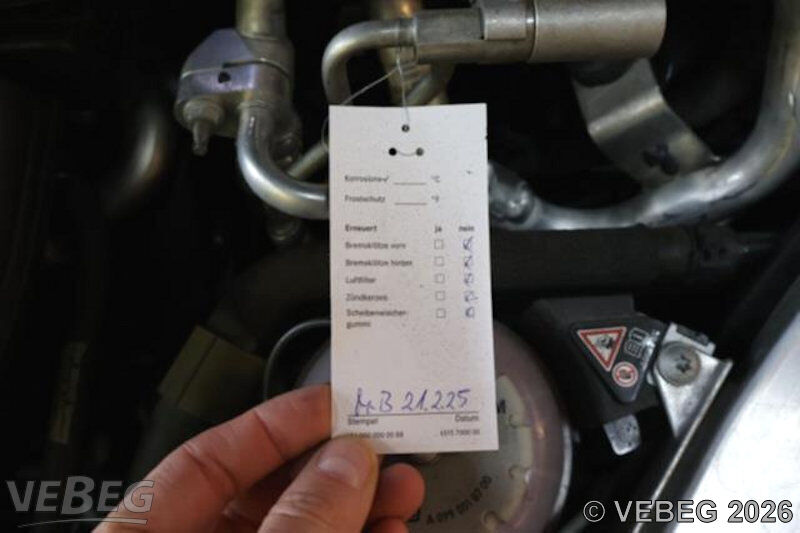 Korrosions- °C
Frostschutz °F
Erneuert ja nein
Bremsklötze vorn
Bremsklötze hinten
Luftfilter
Zündkerzen
Scheibenwischer-
gummi
21.2.25
Stempel Datum
VEBEG
© VEBEG 2026